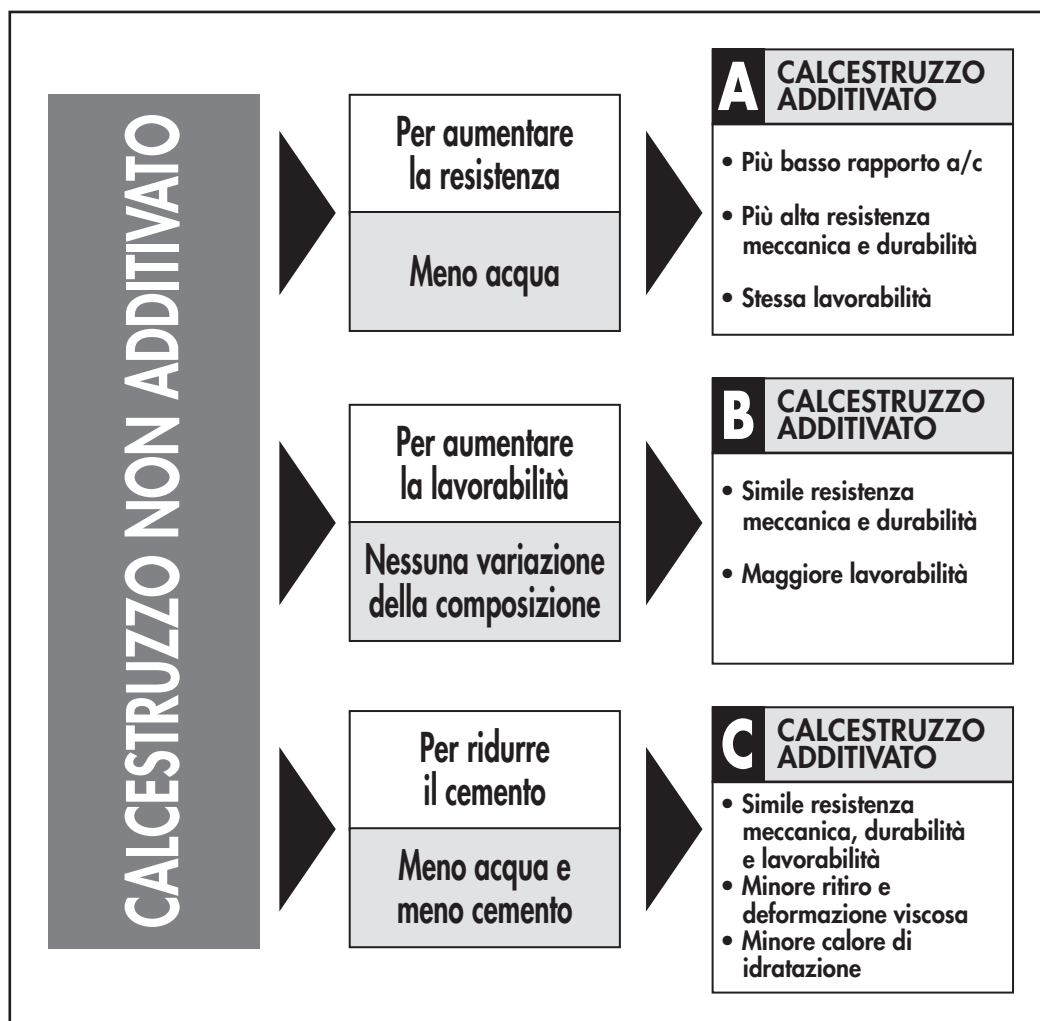 CALCESTRUZZO NON ADDITIVATO
Per aumentare
la resistenza
Meno acqua
A CALCESTRUZZO
ADDITIVATO
• Più basso rapporto a/c
• Più alta resistenza
meccanica e durabilità
• Stessa lavorabilità
Per aumentare
la lavorabilità
Nessuna variazione
della composizione
B CALCESTRUZZO
ADDITIVATO
• Simile resistenza
meccanica e durabilità
• Maggiore lavorabilità
Per ridurre
il cemento
Meno acqua e
meno cemento
C CALCESTRUZZO
ADDITIVATO
• Simile resistenza
meccanica, durabilità
e lavorabilità
• Minore ritiro e
deformazione viscosa
• Minore calore di
idratazione